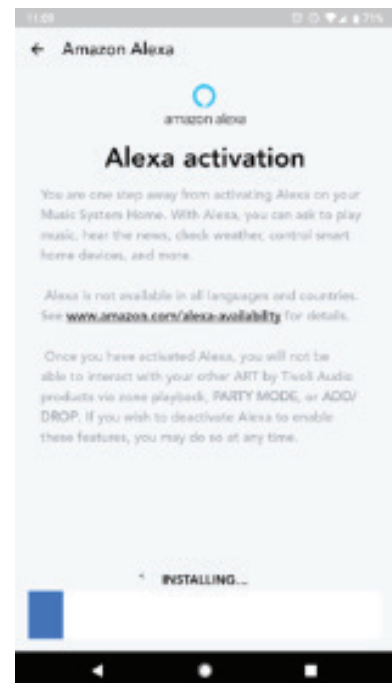 11:09
71%
Amazon Alexa
amazon alexa
Alexa activation
You are one step away from activating Alexa on your
Music System Home. With Alexa, you can ask to play
music, hear the news, check weather, control smart
home devices, and more.
Alexa is not available in all languages and countries.
See www.amazon.com/alexa-availability for details.
Once you have activated Alexa, you will not be
able to interact with your other ART by Tivoli Audio
products via zone playback, PARTY MODE, or ADD/
DROP. If you wish to deactivate Alexa to enable
these features, you may do so at any time.
INSTALLING...